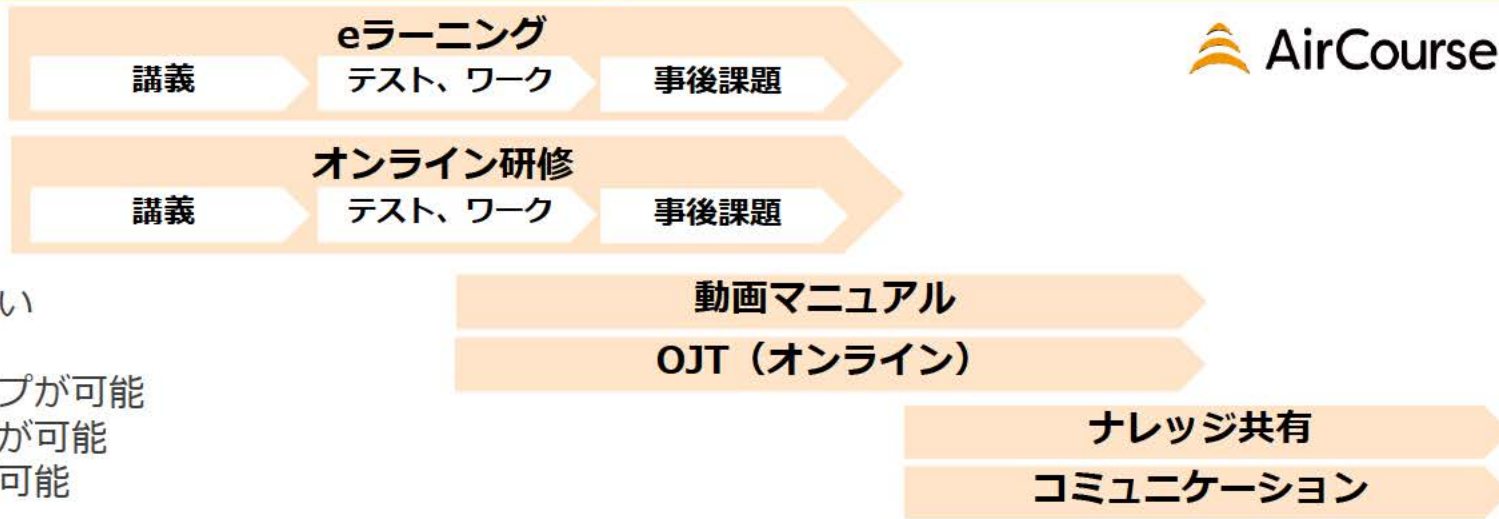 eラーニング
AirCourse
講義
テスト、ワーク
事後課題
オンライン研修
講義
テスト、ワーク
事後課題
い
動画マニュアル
OJT（オンライン）
プが可能
が可能
可能
ナレッジ共有
コミュニケーション